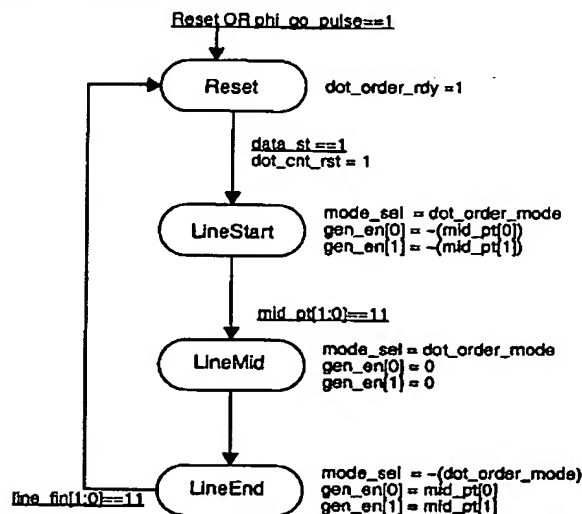 Reset OR phi_go_pulse==1
Reset
dot_order_rdy =1
data_st ==1
dot_cnt_rst = 1
LineStart
mode_sel = dot_order_mode
gen_en[0] = ~(mid_pt[0])
gen_en[1] = ~(mid_pt[1])
mid_pt[1:0]==11
LineMid
mode_sel = dot_order_mode
gen_en[0] = 0
gen_en[1] = 0
LineEnd
mode_sel = ~(dot_order_mode)
gen_en[0] = mid_pt[0]
gen_en[1] = mid_pt[1]
line_fin[1:0]==11